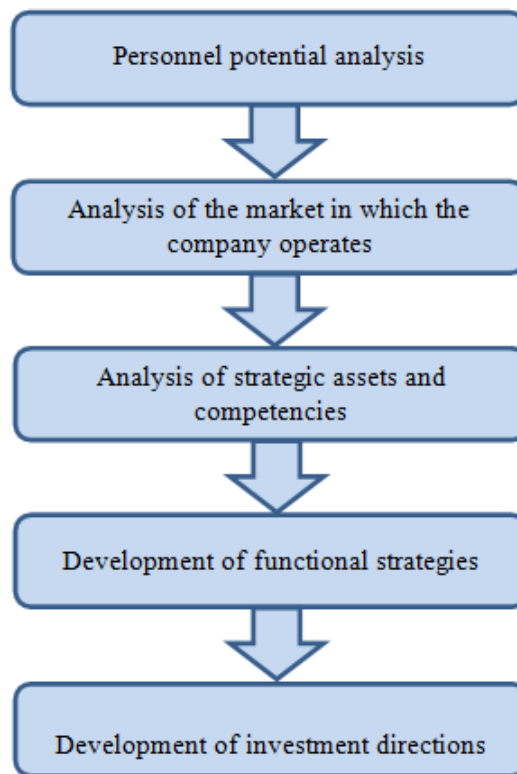 Personnel potential analysis
Analysis of the market in which the
company operates
Analysis of strategic assets and
competencies
Development of functional strategies
Development of investment directions